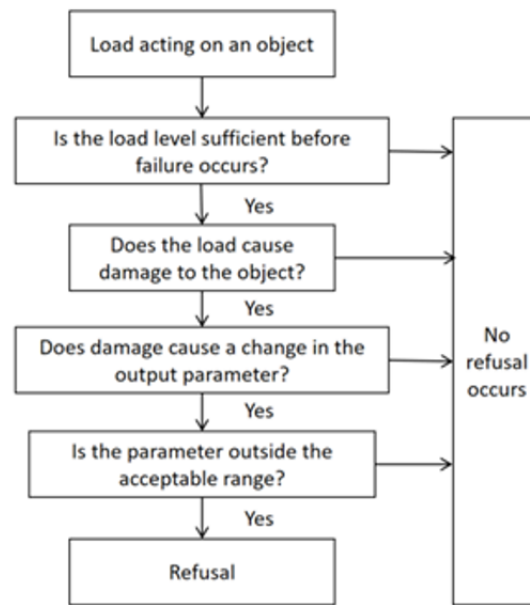 Load acting on an object
Is the load level sufficient before
failure occurs?
Yes
Does the load cause
damage to the object?
Yes
Does damage cause a change in the
output parameter?
Yes
Is the parameter outside the
acceptable range?
Yes
Refusal
No
refusal
occurs